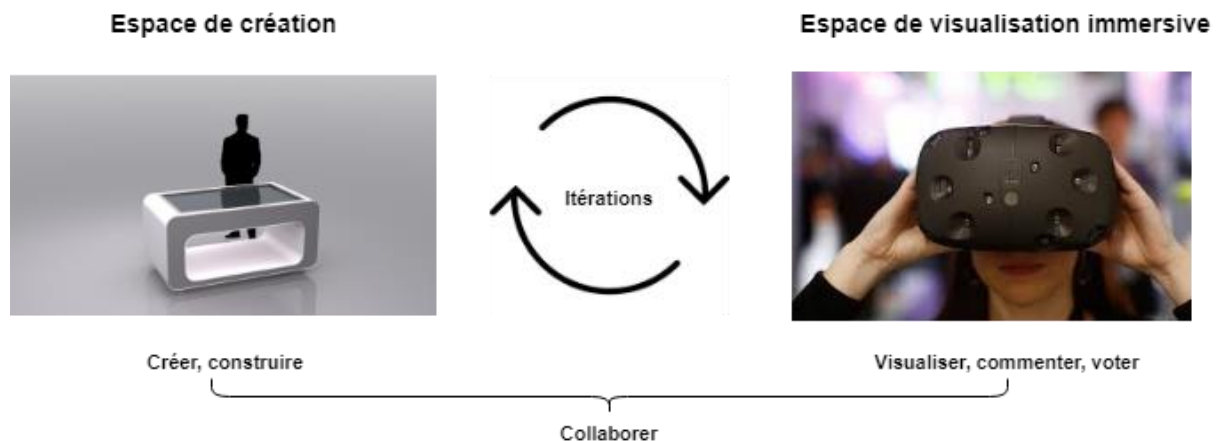 Espace de création
Espace de visualisation immersive
Itérations
Créer, construire
Visualiser, commenter, voter
Collaborer